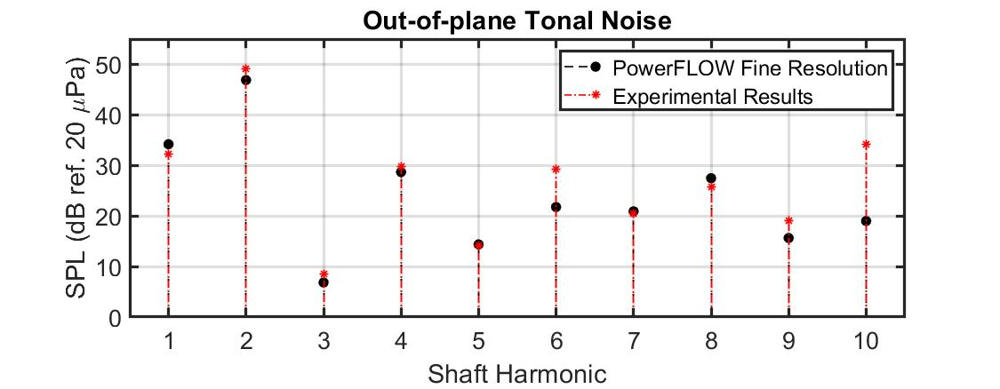 Out-of-plane Tonal Noise
PowerFLOW Fine Resolution
Experimental Results
SPL (dB ref. 20 μPa)
50
40
30
20
10
0
1 2 3 4 5 6 7 8 9 10
Shaft Harmonic